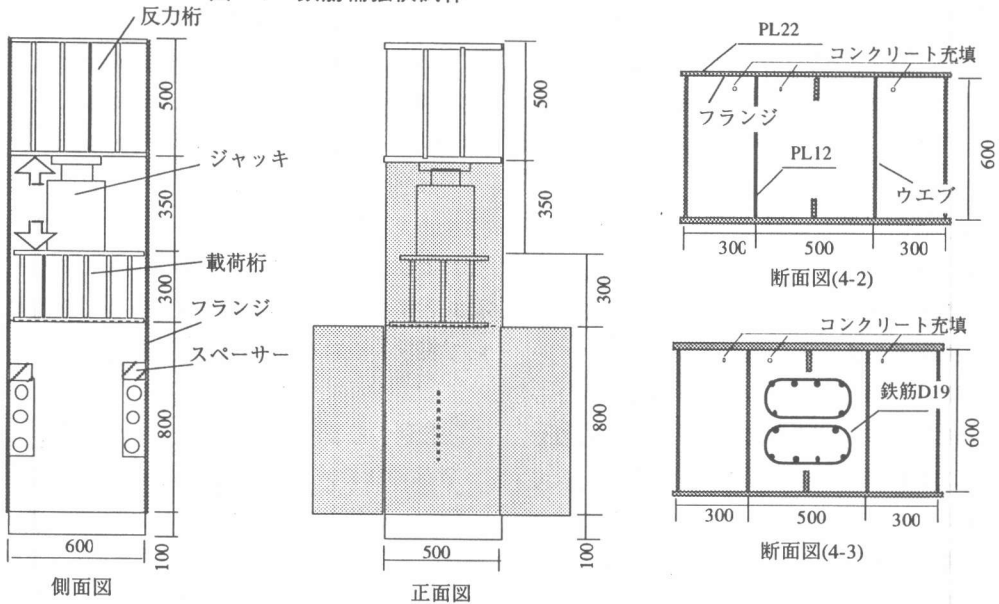 反力桁
500
ジャッキ
350
載荷桁
300
フランジ
スペーサー
800
600
100
側面図
500
350
300
800
500
100
正面図
PL22
コンクリート充填
フランジ
PL12
ウエブ
600
300
500
300
断面図(4-2)
コンクリート充填
鉄筋D19
600
300
500
300
断面図(4-3)